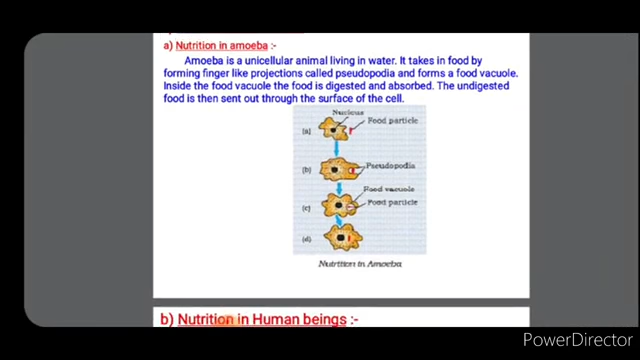 a) Nutrition in amoeba :-
Amoeba is a unicellular animal living in water. It takes in food by
forming finger like projections called pseudopodia and forms a food vacuole.
Inside the food vacuole the food is digested and absorbed. The undigested
food is then sent out through the surface of the cell.
Nucleus
Food particle
(a)
Pseudopodia
(b)
Food vacuole
Food particle
(c)
(d)
Nutrition in Amoeba
b) Nutrition in Human beings :-
PowerDirector